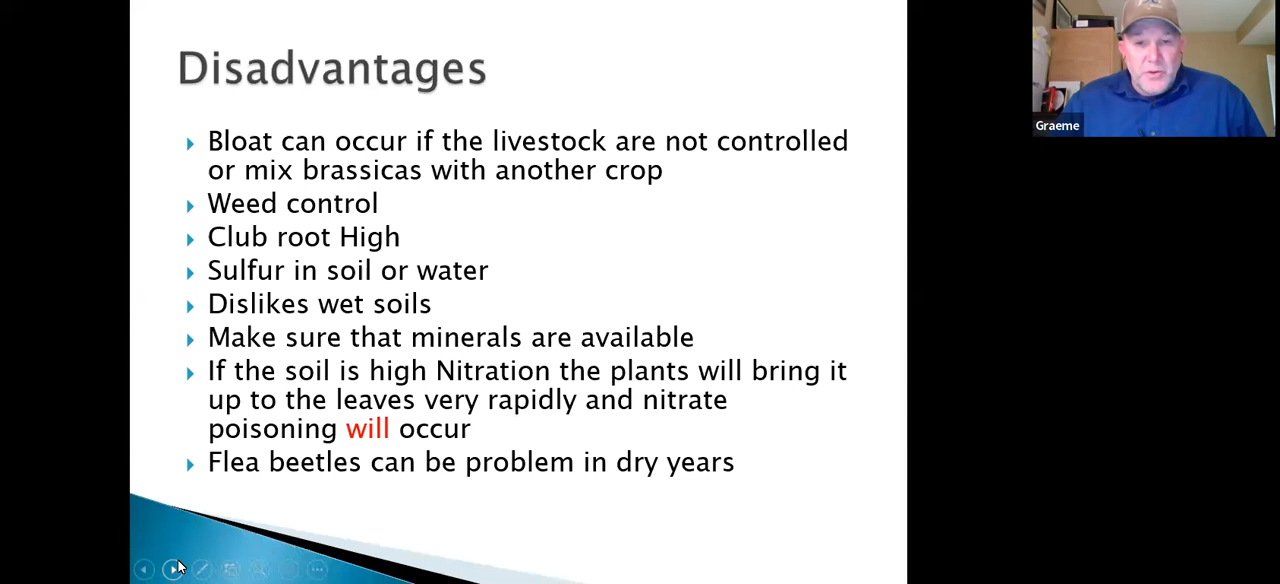 Disadvantages
Bloat can occur if the livestock are not controlled
or mix brassicas with another crop
Weed control
Club root High
Sulfur in soil or water
Dislikes wet soils
Make sure that minerals are available
If the soil is high Nitration the plants will bring it
up to the leaves very rapidly and nitrate
poisoning will occur
Flea beetles can be problem in dry years
Graeme